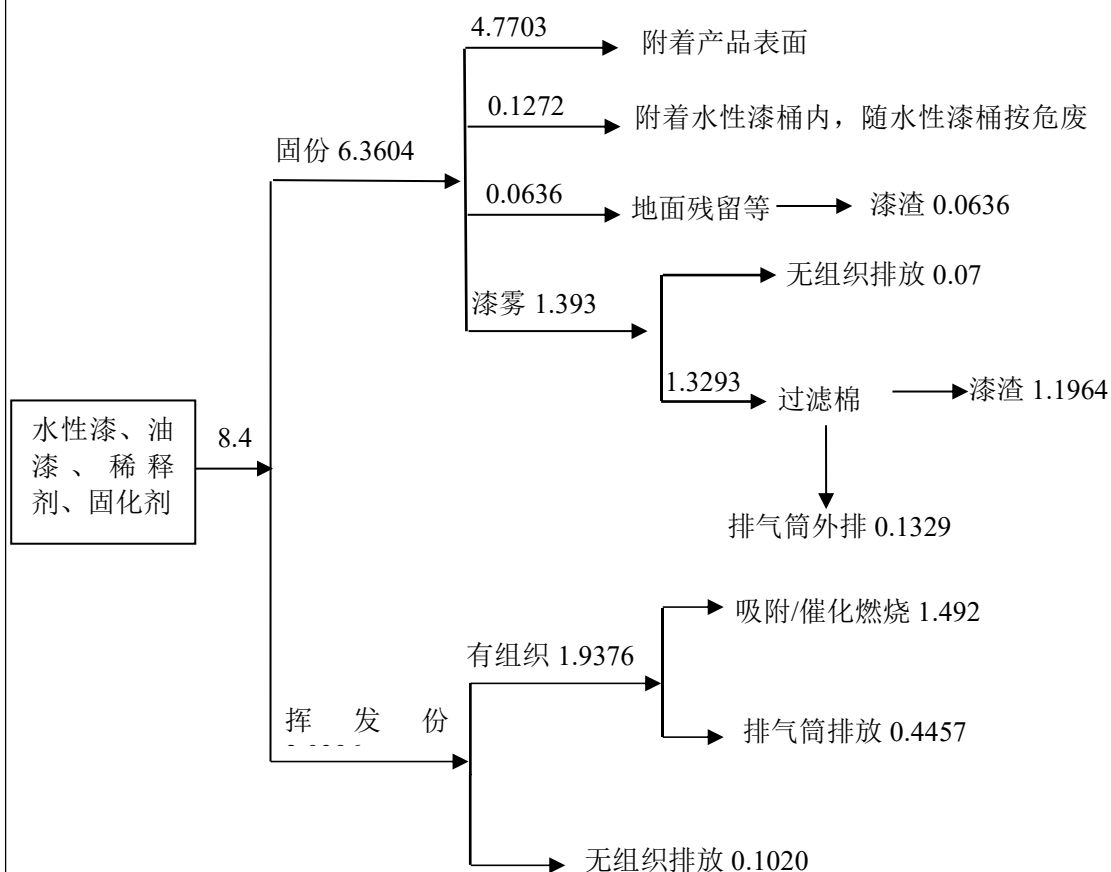 4.7703
附着产品表面
0.1272
附着水性漆桶内，随水性漆桶按危废
固份 6.3604
0.0636
地面残留等
漆渣 0.0636
无组织排放 0.07
漆雾 1.393
1.3293
过滤棉
漆渣 1.1964
水性漆、油
漆、稀释
剂、固化剂
8.4
排气筒外排 0.1329
吸附/催化燃烧 1.492
有组织 1.9376
挥发份
排气筒排放 0.4457
无组织排放 0.1020